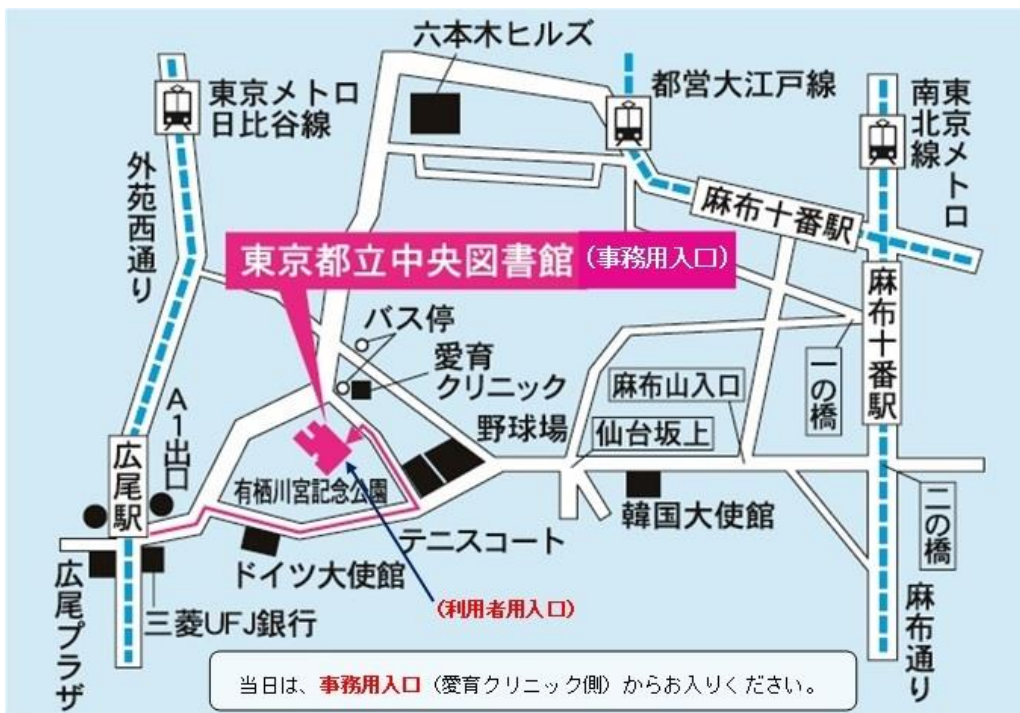 六本木ヒルズ
東京メトロ
日比谷線
都営大江戸線
東京メトロ
南北線
外苑西通り
麻布十番駅
東京都立中央図書館(事務用入口)
バス停
愛育
クリニック
麻布十番駅
一の橋
麻布山入口
A1出口
野球場
仙台坂上
広尾駅
有栖川宮記念公園
韓国大使館
二の橋
テニスコート
ドイツ大使館
広尾プラザ
三菱UFJ銀行
(利用者用入口)
麻布通り
当日は、事務用入口(愛育クリニック側)からお入りください。